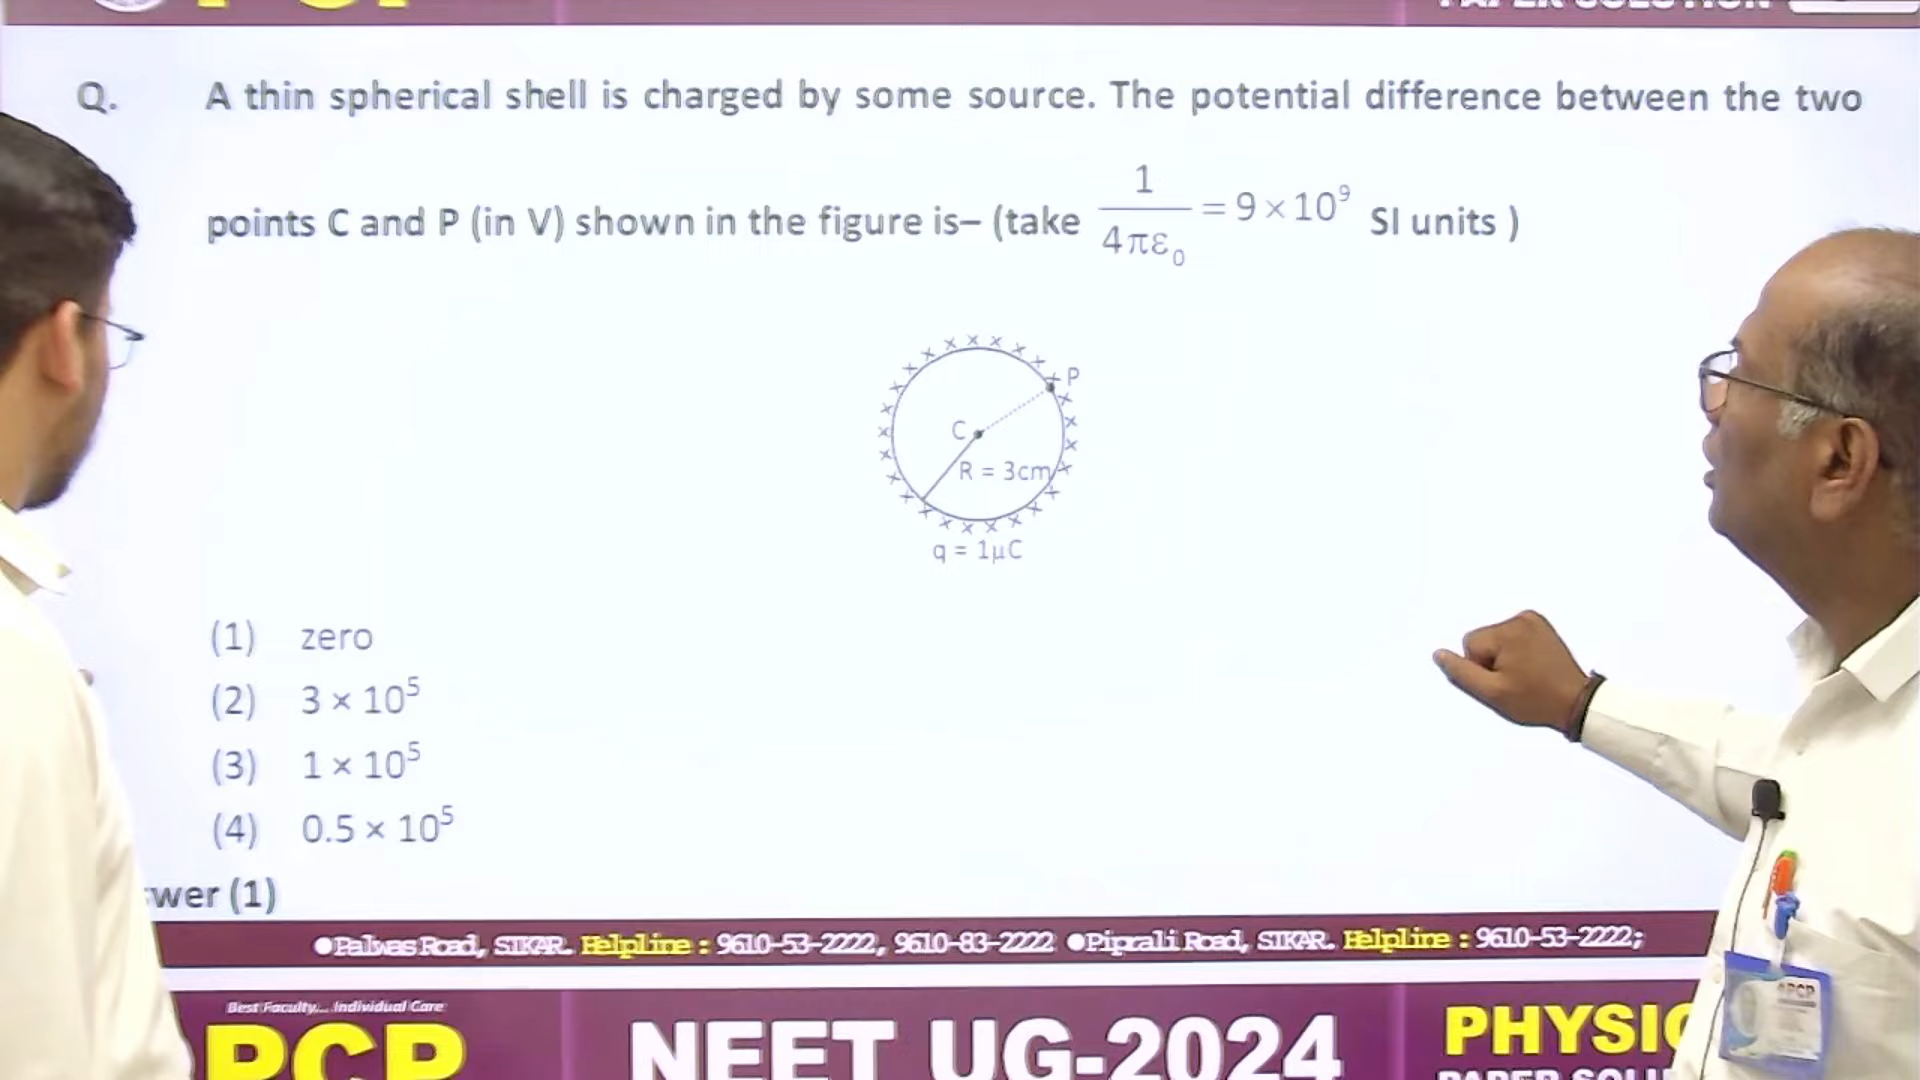 Q. A thin spherical shell is charged by some source. The potential difference between the two
points C and P (in V) shown in the figure is– (take 1/4πε₀ = 9×10⁹ SI units )
P
C
R = 3cm
q = 1μC
(1) zero
(2) 3 × 10⁵
(3) 1 × 10⁵
(4) 0.5 × 10⁵
wer (1)
●Palwas Road, SIKAR. Helpline : 9610-53-2222, 9610-83-2222 ●Piprali Road, SIKAR. Helpline : 9610-53-2222;
Best Faculty... Individual Care
PCP
NEET UG-2024
PHYSIC
PCP